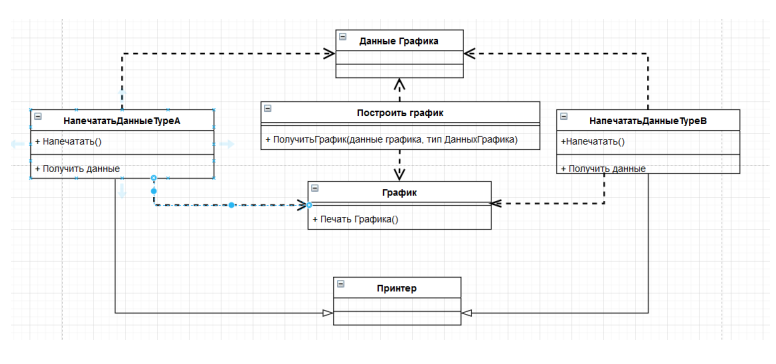 Данные Графика
НапечататьДанныеTypeA
+ Напечатать()
+ Получить данные
Построить график
+ ПолучитьГрафик(данные графика, тип ДанныхГрафика)
НапечататьДанныеTypeB
+Напечатать()
+ Получить данные
График
+ Печать Графика()
Принтер